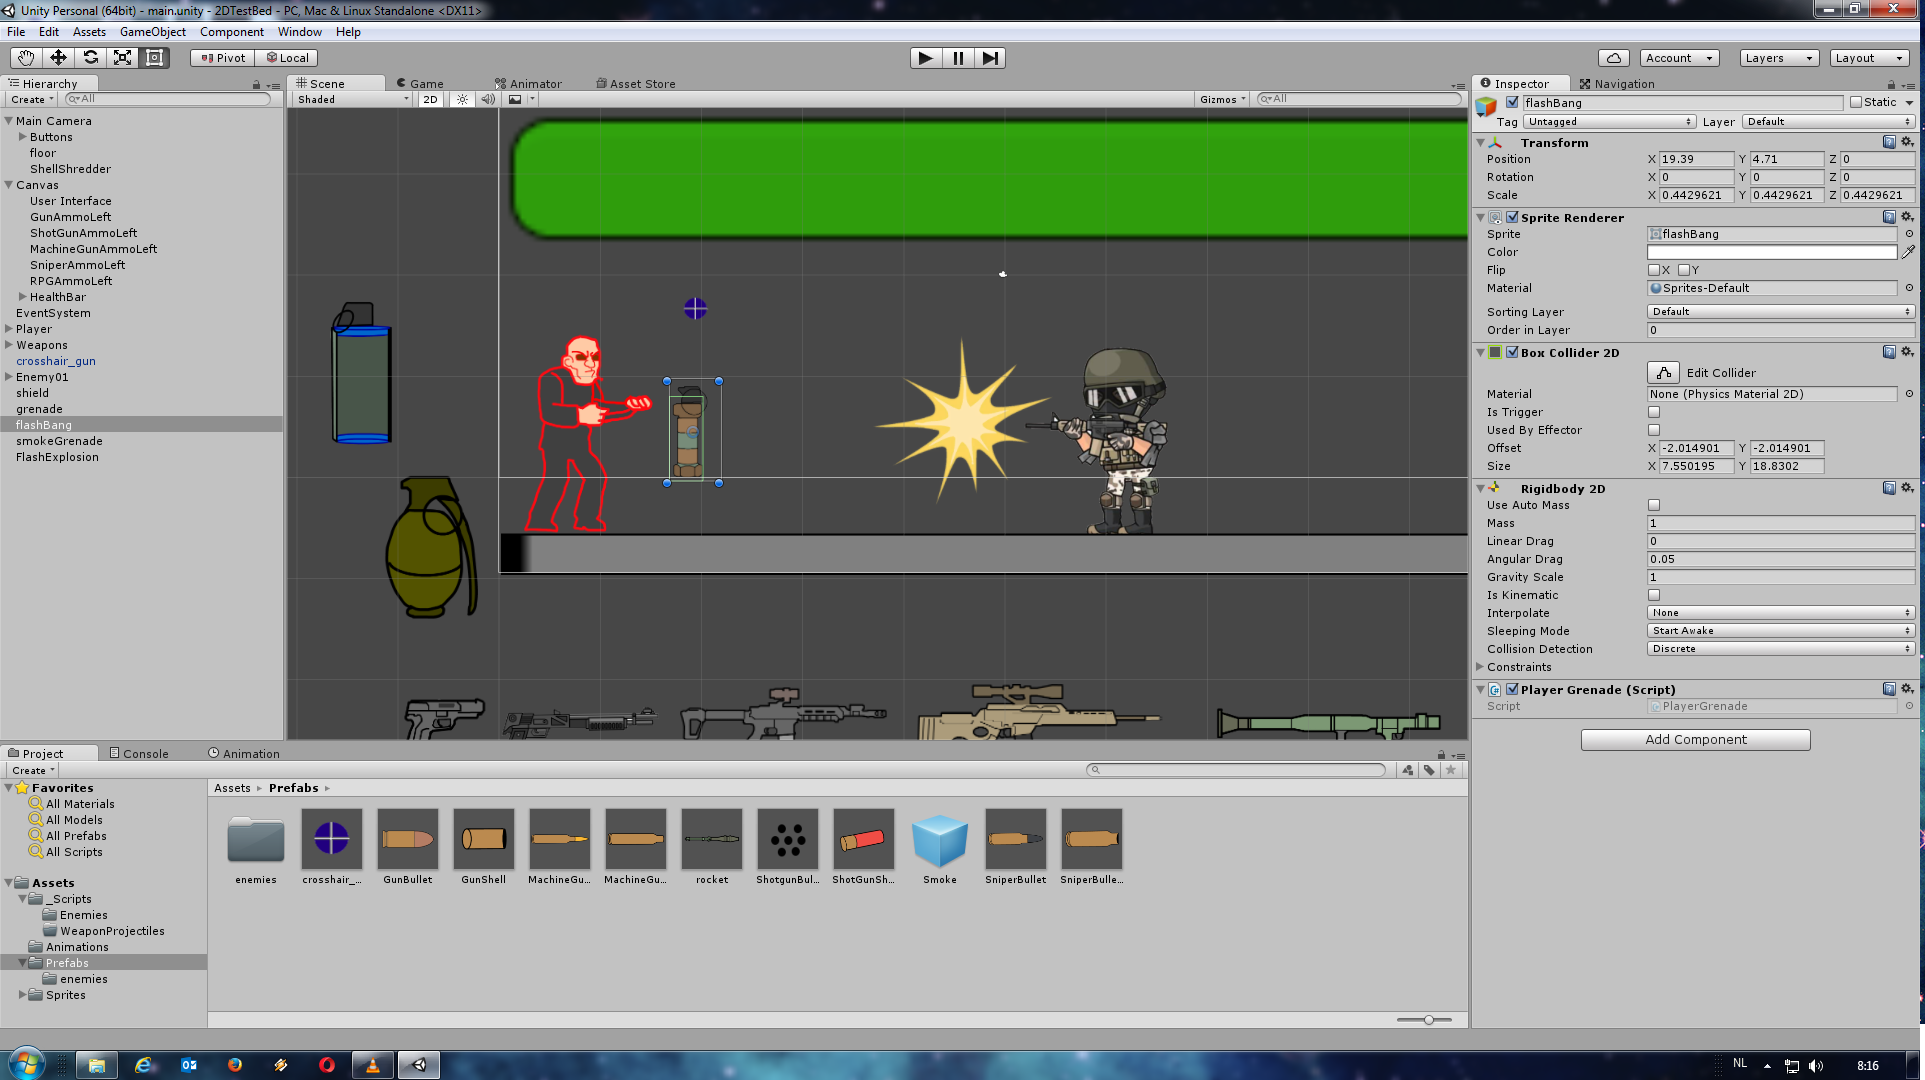 Unity Personal (64bit) - main.unity - 2DTestBed - PC, Mac & Linux Standalone <DX11>
File Edit Assets GameObject Component Window Help
Pivot Local Account Layers Layout
Hierarchy
Create All
Main Camera
Buttons
floor
ShellShredder
Canvas
User Interface
GunAmmoLeft
ShotGunAmmoLeft
MachineGunAmmoLeft
SniperAmmoLeft
RPGAmmoLeft
HealthBar
EventSystem
Player
Weapons
crosshair_gun
Enemy01
shield
grenade
flashBang
smokeGrenade
FlashExplosion
Scene Game Animator Asset Store
Shaded 2D Gizmos All
Inspector Navigation
flashBang Static
Tag Untagged Layer Default
Transform
Position X 19.39 Y 4.71 Z 0
Rotation X 0 Y 0 Z 0
Scale X 0.4429621 Y 0.4429621 Z 0.4429621
Sprite Renderer
Sprite flashBang
Color
Flip X Y
Material Sprites-Default
Sorting Layer Default
Order in Layer 0
Box Collider 2D
Edit Collider
Material None (Physics Material 2D)
Is Trigger
Used By Effector
Offset X -2.014901 Y -2.014901
Size X 7.550195 Y 18.8302
Rigidbody 2D
Use Auto Mass
Mass 1
Linear Drag 0
Angular Drag 0.05
Gravity Scale 1
Is Kinematic
Interpolate None
Sleeping Mode Start Awake
Collision Detection Discrete
Constraints
Player Grenade (Script)
Script PlayerGrenade
Add Component
Project Console Animation
Create
Favorites
All Materials
All Models
All Prefabs
All Scripts
Assets
_Scripts
Enemies
WeaponProjectiles
Animations
Prefabs
enemies
Sprites
Assets Prefabs
enemies crosshair_... GunBullet GunShell MachineGu... MachineGu... rocket ShotgunBul... ShotGunSh... Smoke SniperBullet SniperBulle...
NL 8:16